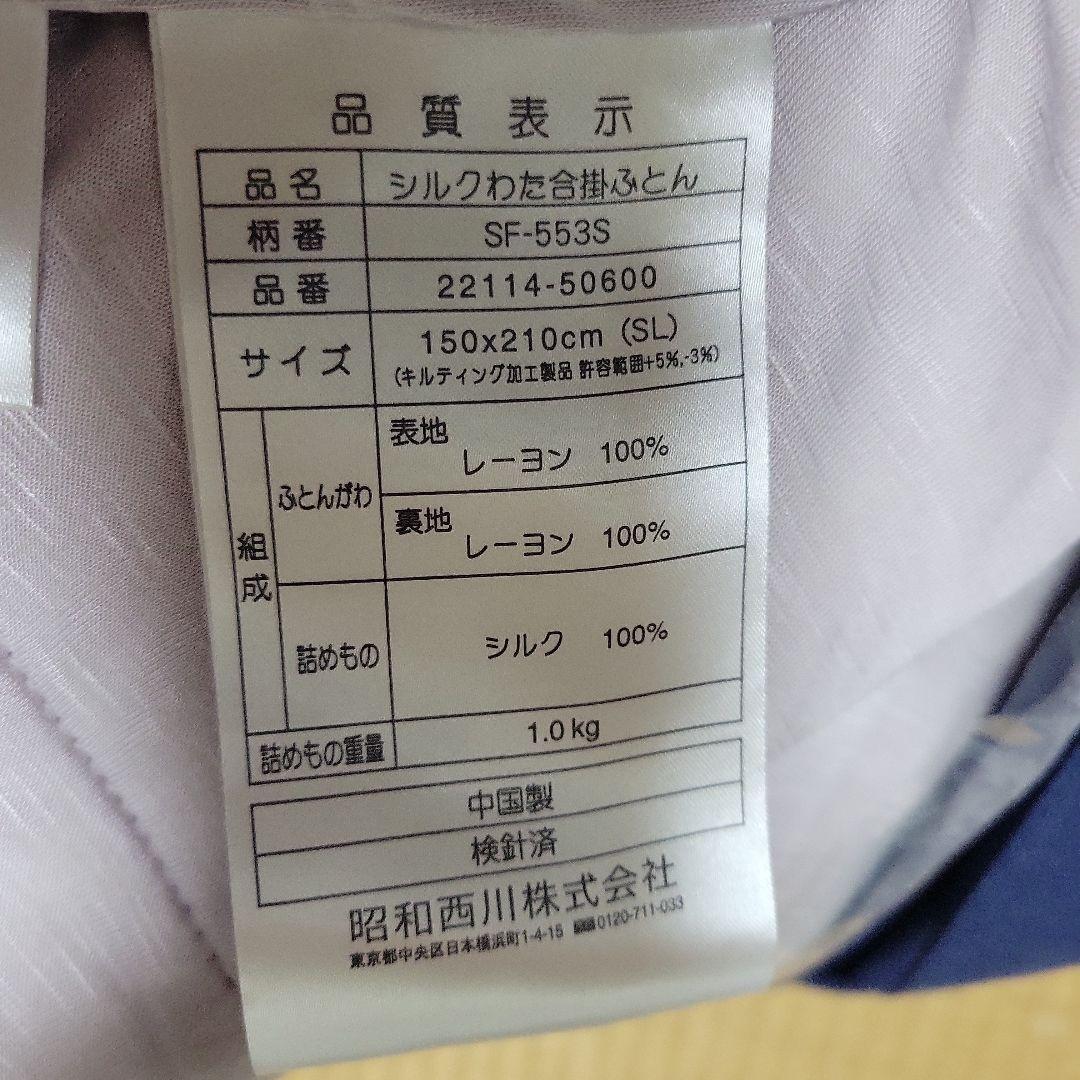 品質表示
品名 シルクわた合掛ふとん
柄番 SF-553S
品番 22114-50600
サイズ 150x210cm (SL)
(キルティング加工製品 許容範囲+5%,-3%)
組成 ふとんがわ 表地 レーヨン 100%
裏地 レーヨン 100%
詰めもの シルク 100%
詰めもの重量 1.0kg
中国製
検針済
昭和西川株式会社
東京都中央区日本橋浜町1-4-15 0120-711-033